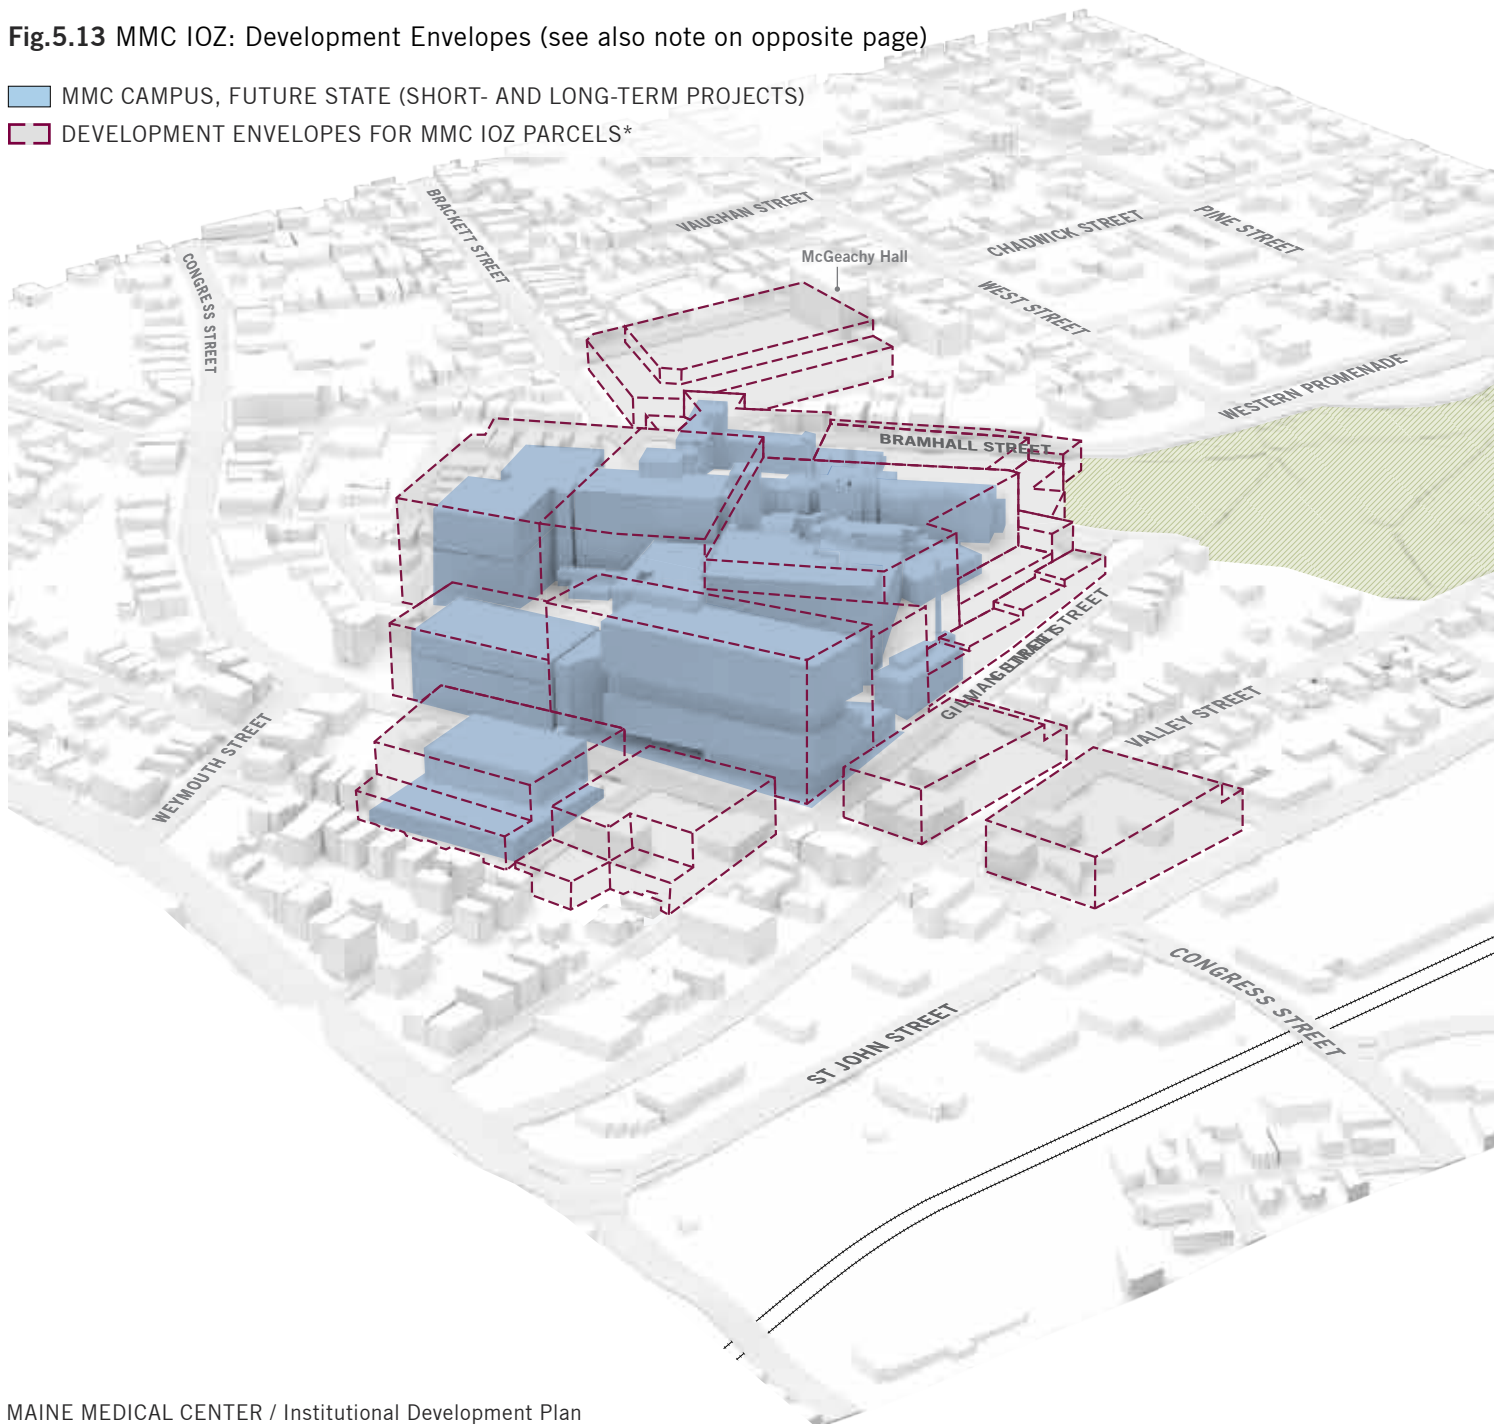 Fig.5.13 MMC IOZ: Development Envelopes (see also note on opposite page)
MMC CAMPUS, FUTURE STATE (SHORT- AND LONG-TERM PROJECTS)
DEVELOPMENT ENVELOPES FOR MMC IOZ PARCELS*
BRACKETT STREET
VAUGHAN STREET
CHADWICK STREET
PINE STREET
McGeachy Hall
CONGRESS STREET
WEST STREET
WESTERN PROMENADE
BRAMHALL STREET
GILMAN STREET
VALLEY STREET
WEYMOUTH STREET
CONGRESS STREET
ST JOHN STREET
MAINE MEDICAL CENTER / Institutional Development Plan